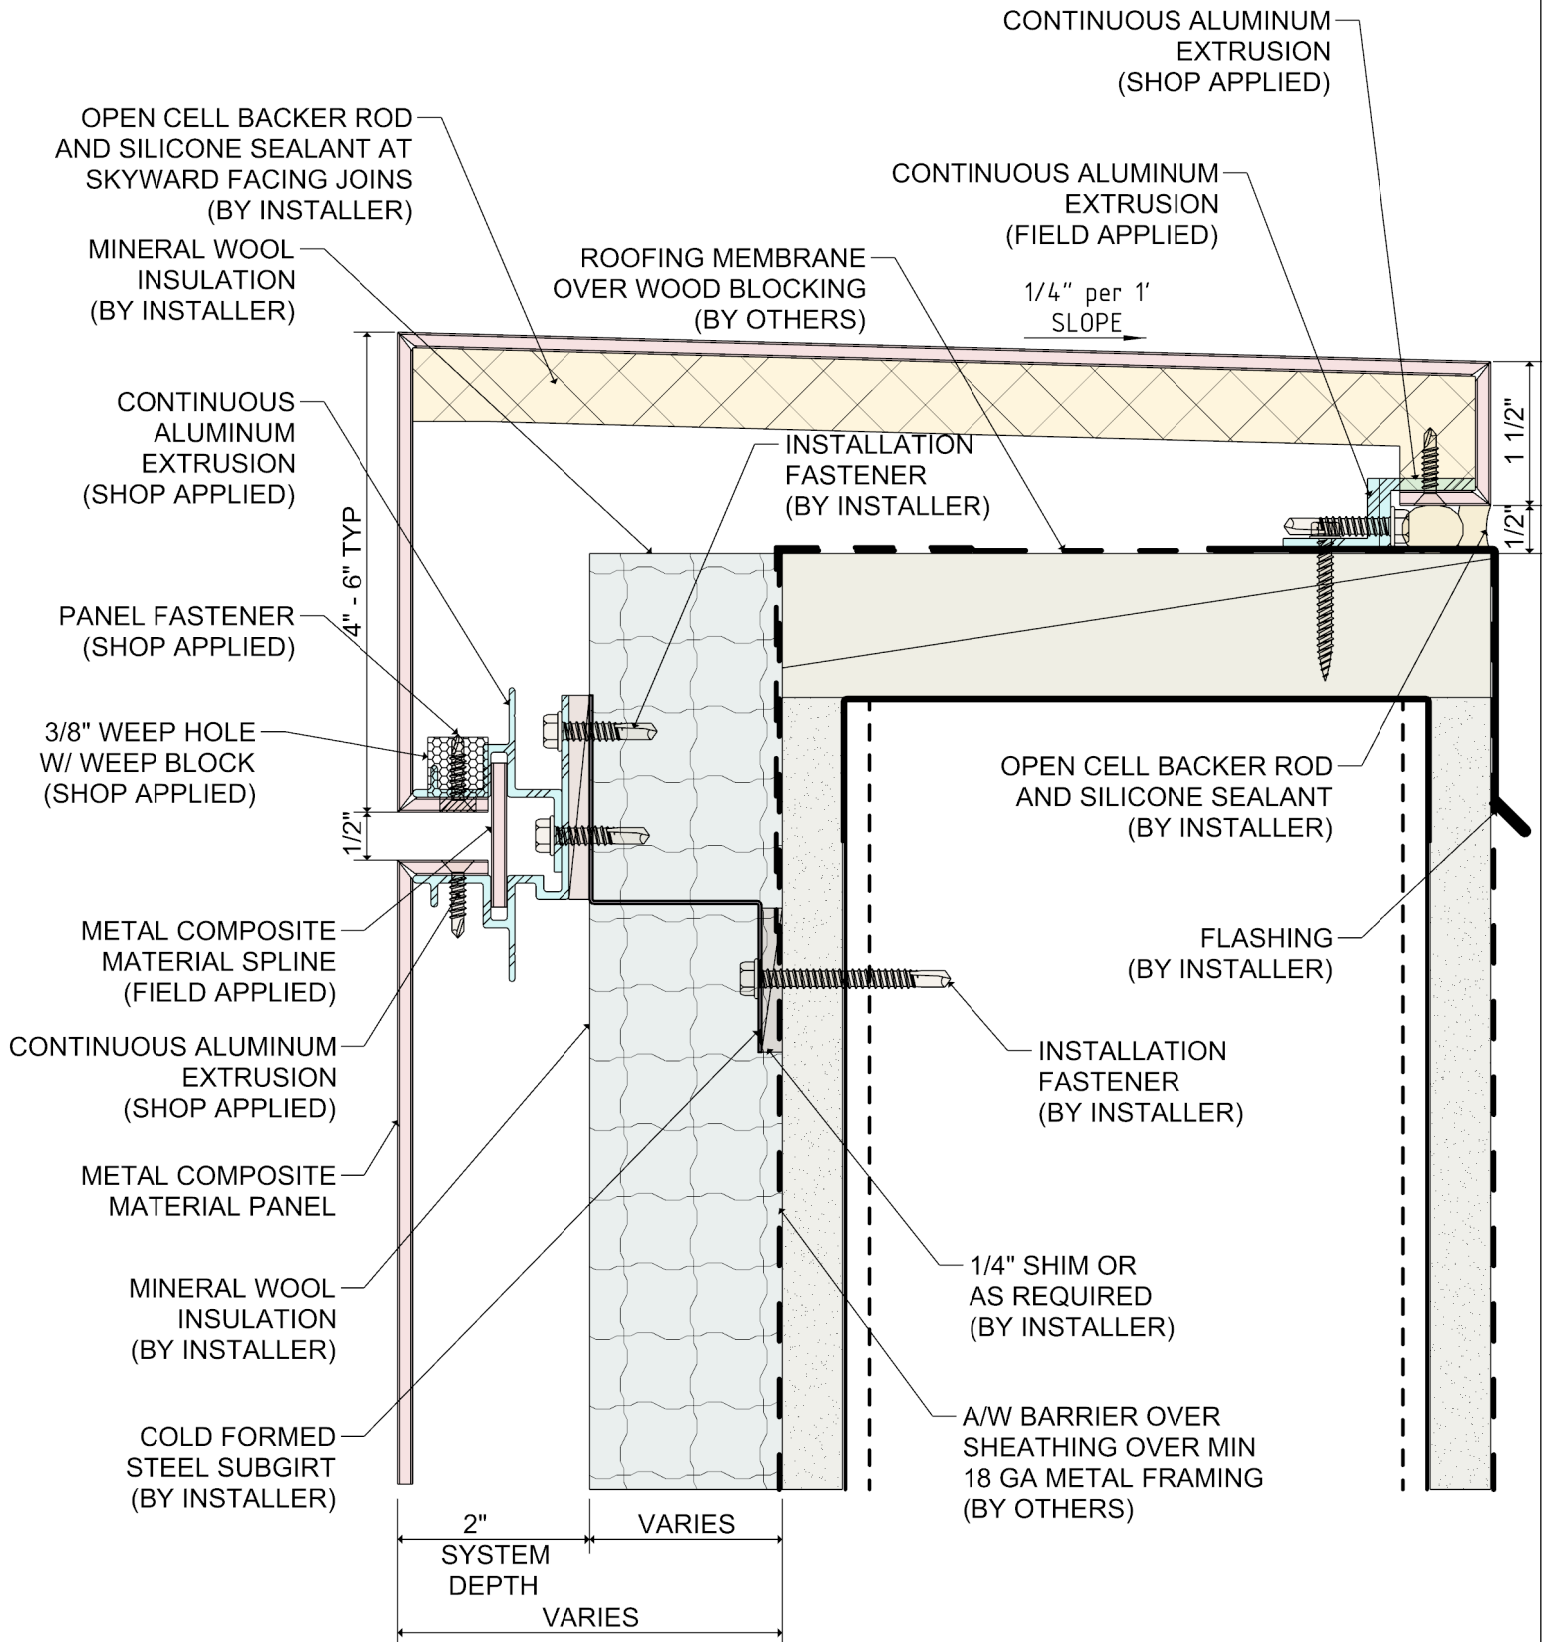 CONTINUOUS ALUMINUM
EXTRUSION
(SHOP APPLIED)
OPEN CELL BACKER ROD
AND SILICONE SEALANT AT
SKYWARD FACING JOINS
(BY INSTALLER)
CONTINUOUS ALUMINUM
EXTRUSION
(FIELD APPLIED)
MINERAL WOOL
INSULATION
(BY INSTALLER)
ROOFING MEMBRANE
OVER WOOD BLOCKING
(BY OTHERS)
1/4" per 1'
SLOPE
CONTINUOUS
ALUMINUM
EXTRUSION
(SHOP APPLIED)
INSTALLATION
FASTENER
(BY INSTALLER)
1 1/2"
1/2"
4" - 6" TYP
PANEL FASTENER
(SHOP APPLIED)
3/8" WEEP HOLE
W/ WEEP BLOCK
(SHOP APPLIED)
1/2"
OPEN CELL BACKER ROD
AND SILICONE SEALANT
(BY INSTALLER)
METAL COMPOSITE
MATERIAL SPLINE
(FIELD APPLIED)
FLASHING
(BY INSTALLER)
CONTINUOUS ALUMINUM
EXTRUSION
(SHOP APPLIED)
INSTALLATION
FASTENER
(BY INSTALLER)
METAL COMPOSITE
MATERIAL PANEL
MINERAL WOOL
INSULATION
(BY INSTALLER)
1/4" SHIM OR
AS REQUIRED
(BY INSTALLER)
COLD FORMED
STEEL SUBGIRT
(BY INSTALLER)
A/W BARRIER OVER
SHEATHING OVER MIN
18 GA METAL FRAMING
(BY OTHERS)
2"
SYSTEM
DEPTH
VARIES
VARIES